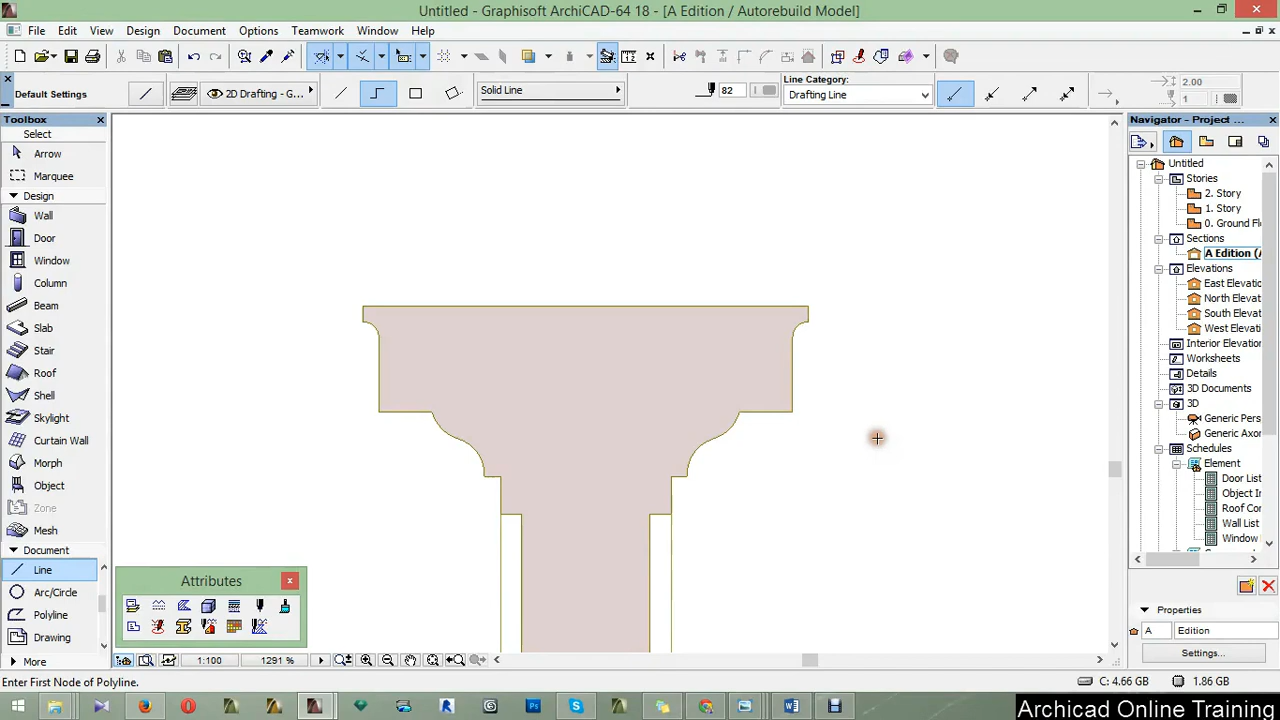 Untitled - Graphisoft ArchiCAD-64 18 - [A Edition / Autorebuild Model]
File Edit View Design Document Options Teamwork Window Help
Default Settings
2D Drafting - G...
Solid Line
82
Line Category:
Drafting Line
2.00
1
Toolbox
Select
Arrow
Marquee
Design
Wall
Door
Window
Column
Beam
Slab
Stair
Roof
Shell
Skylight
Curtain Wall
Morph
Object
Zone
Mesh
Document
Line
Arc/Circle
Polyline
Drawing
More
Attributes
1:100
1291 %
Navigator - Project ...
Untitled
Stories
2. Story
1. Story
0. Ground Fl
Sections
A Edition (A
Elevations
East Elevatio
North Elevat
South Elevat
West Elevati
Interior Elevation
Worksheets
Details
3D Documents
3D
Generic Pers
Generic Axon
Schedules
Element
Door List
Object In
Roof Com
Wall List
Window
Properties
A
Edition
Settings...
Enter First Node of Polyline.
C: 4.66 GB
1.86 GB
Archicad Online Training